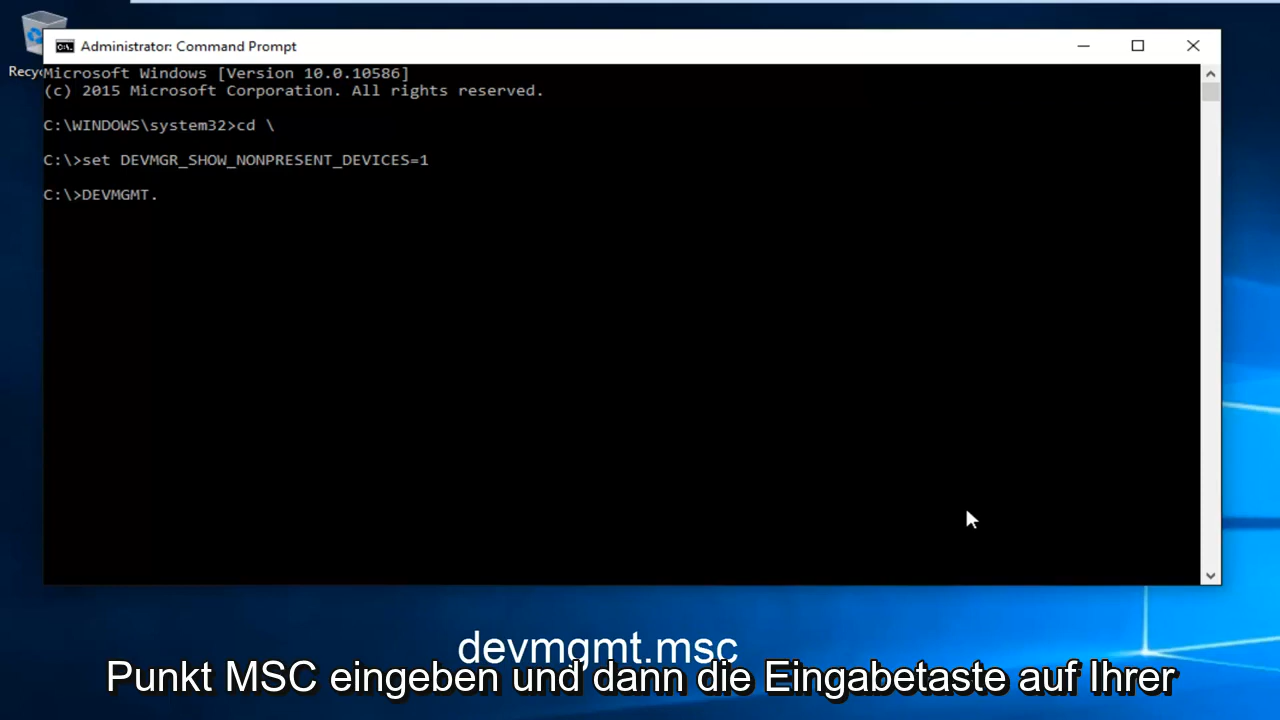 Administrator: Command Prompt
Recyc
Microsoft Windows [Version 10.0.10586]
(c) 2015 Microsoft Corporation. All rights reserved.
C:\WINDOWS\system32>cd \
C:\>set DEVMGR_SHOW_NONPRESENT_DEVICES=1
C:\>DEVMGMT.
devmgmt.msc
Punkt MSC eingeben und dann die Eingabetaste auf Ihrer